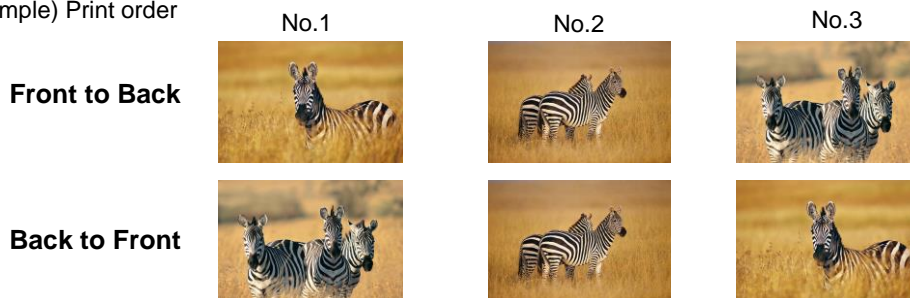 mple) Print order
No.1 No.2 No.3
Front to Back
Back to Front